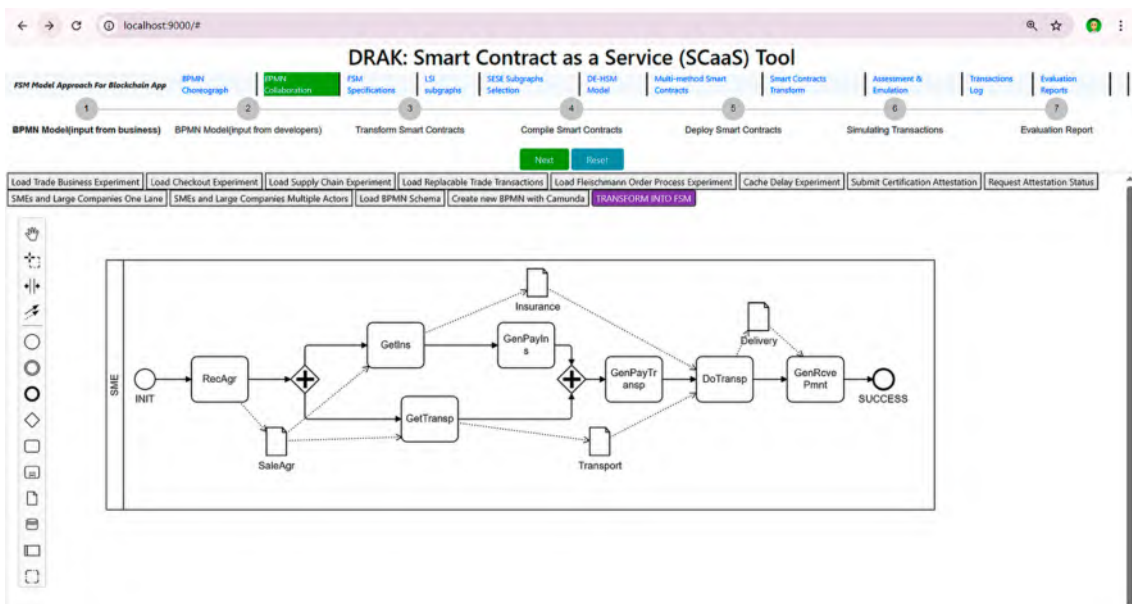 localhost:9000/#
DRAK: Smart Contract as a Service (SCaaS) Tool
FSM Model Approach For Blockchain App
BPMN Choreograph
BPMN Collaboration
FSM Specifications
LSI subgraphs
SESE Subgraphs Selection
DE-HSM Model
Multi-method Smart Contracts
Smart Contracts Transform
Assessment & Emulation
Transactions Log
Evaluation Reports
1 2 3 4 5 6 7
BPMN Model(input from business) BPMN Model(input from developers) Transform Smart Contracts Compile Smart Contracts Deploy Smart Contracts Simulating Transactions Evaluation Report
Next Reset
Load Trade Business Experiment Load Checkout Experiment Load Supply Chain Experiment Load Replacable Trade Transactions Load Fleischmann Order Process Experiment Cache Delay Experiment Submit Certification Attestation Request Attestation Status
SMEs and Large Companies One Lane SMEs and Large Companies Multiple Actors Load BPMN Schema Create new BPMN with Camunda TRANSFORM INTO FSM
SME
INIT
RecAgr
SaleAgr
GetIns
GetTransp
Insurance
GenPayIn
s
Transport
GenPayTr
ansp
DoTransp
Delivery
GenRcve
Pmnt
SUCCESS